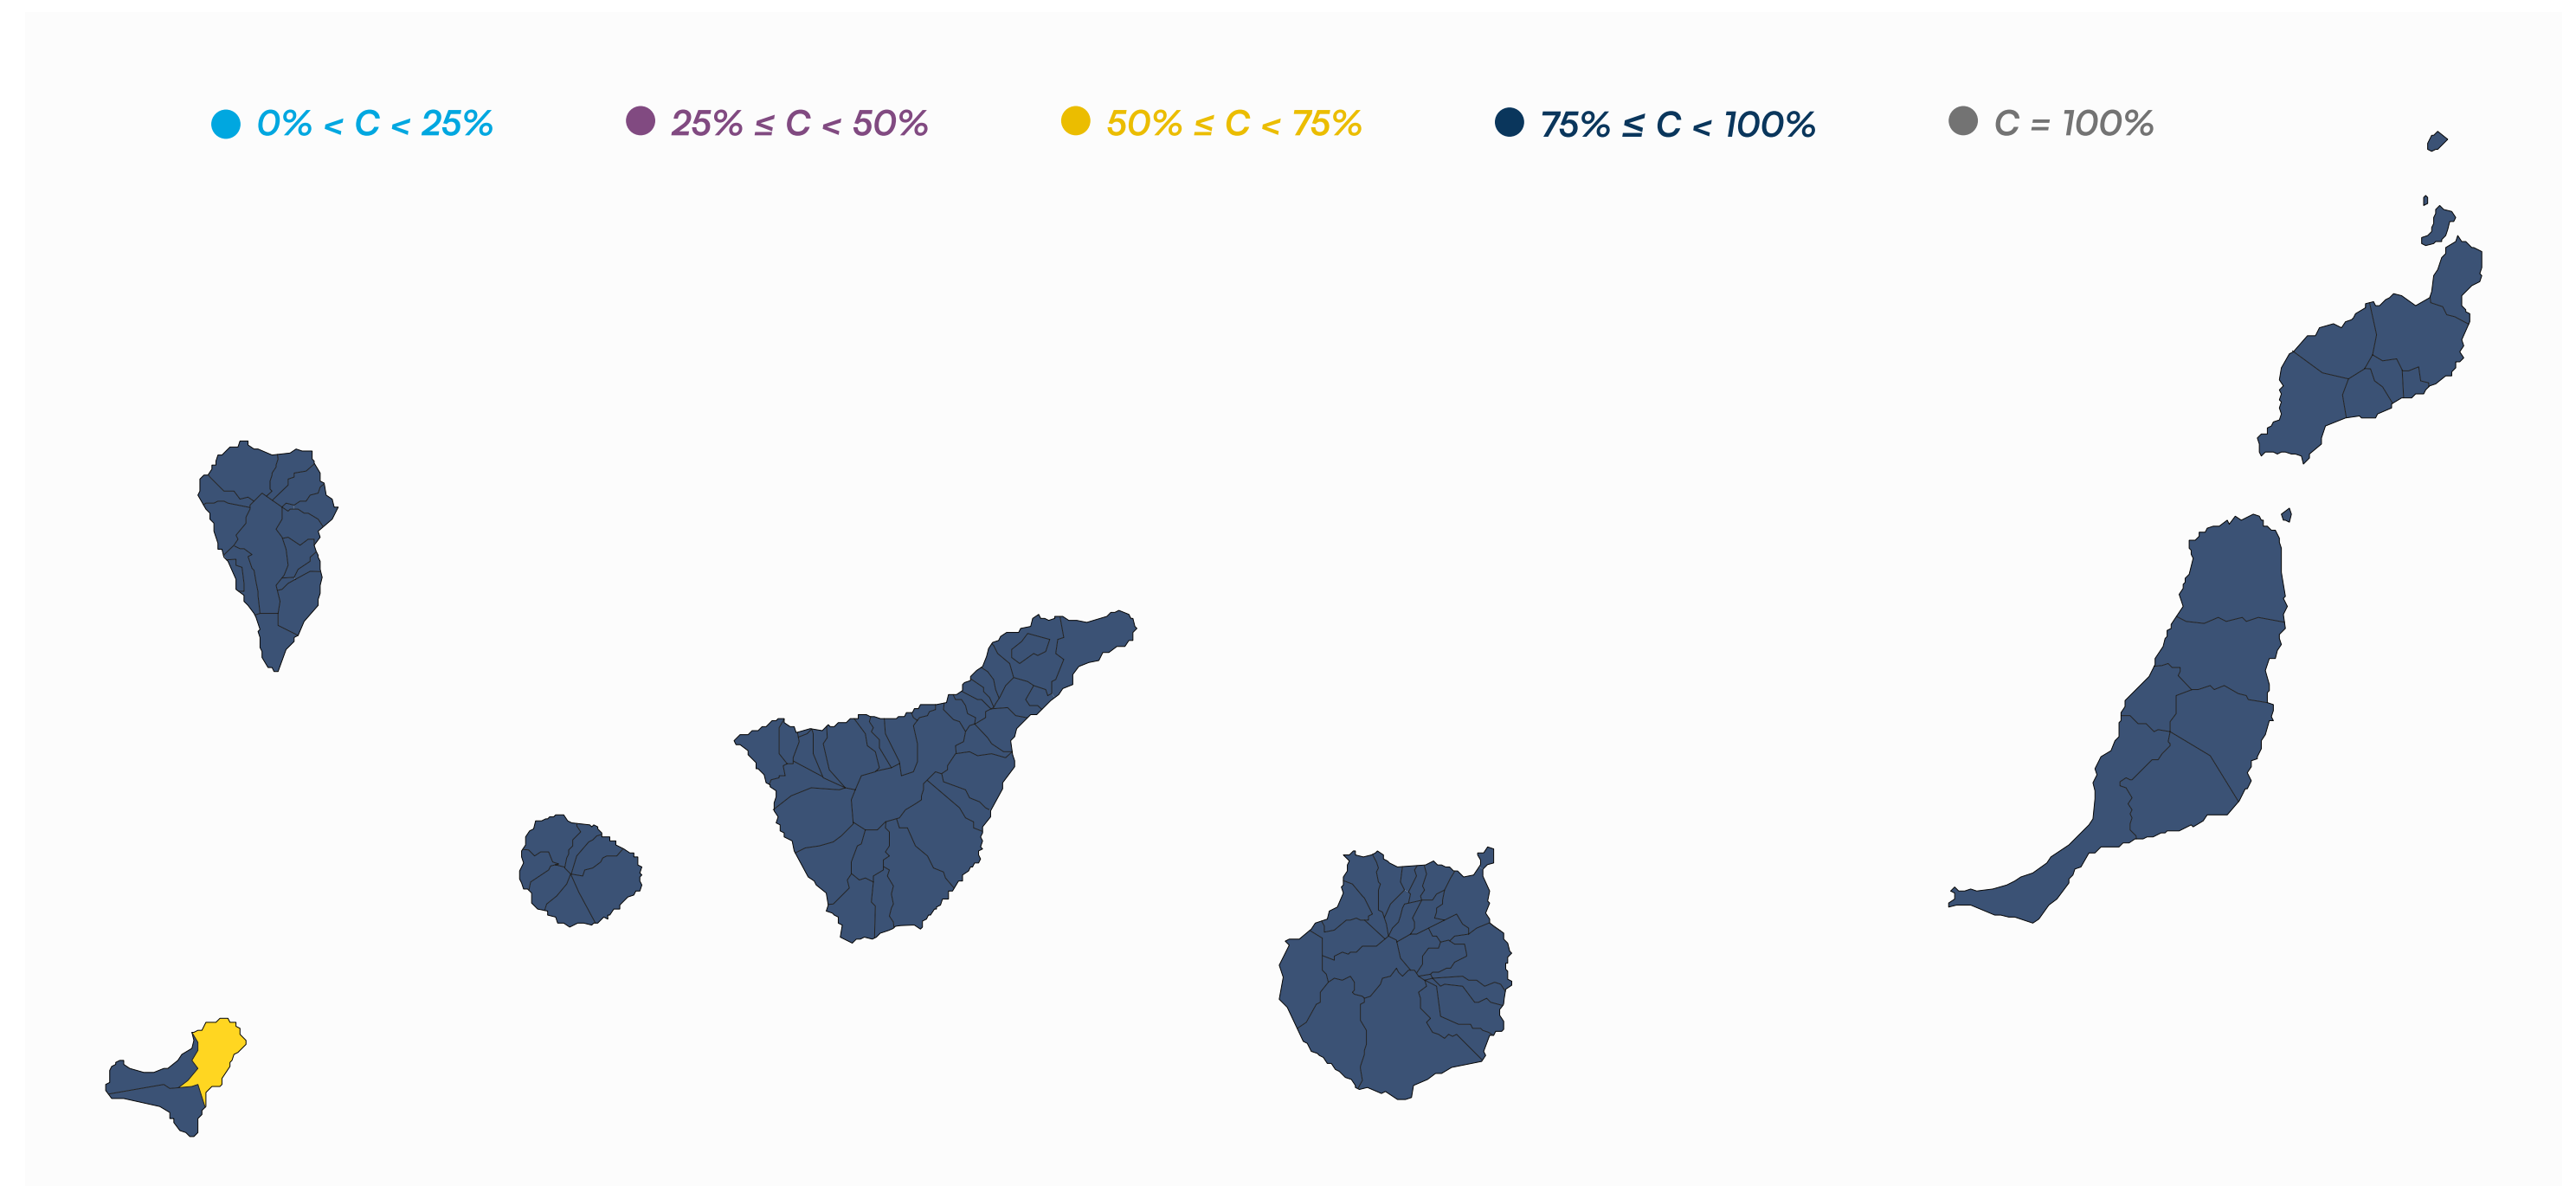 0% < C < 25%
25% ≤ C < 50%
50% ≤ C < 75%
75% ≤ C < 100%
C = 100%